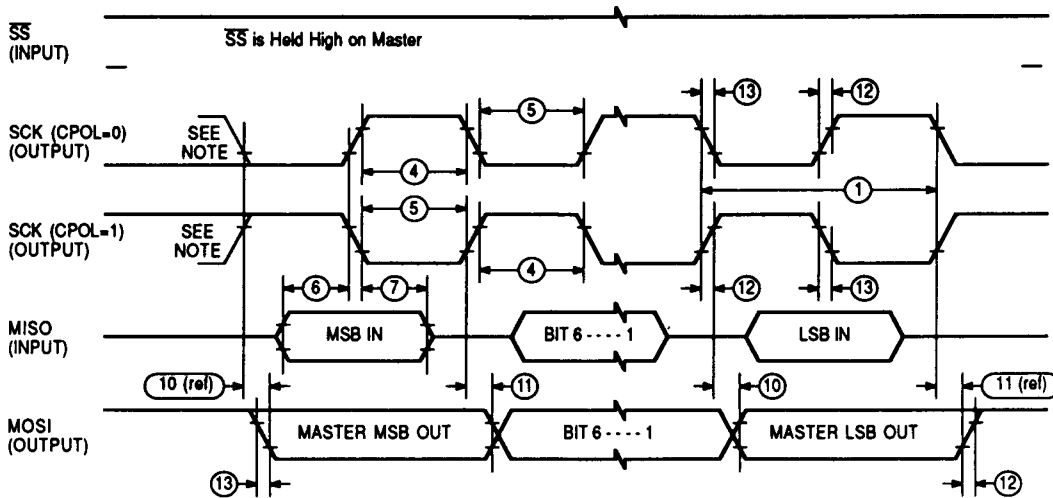 SS
(INPUT)
SS is Held High on Master
SCK (CPOL=0)
(OUTPUT)
SEE
NOTE
5
13
12
4
1
SCK (CPOL=1)
(OUTPUT)
SEE
NOTE
5
4
12
13
6
7
MISO
(INPUT)
MSB IN
BIT 6 - - - - 1
LSB IN
10 (ref)
11
10
11 (ref)
MOSI
(OUTPUT)
MASTER MSB OUT
BIT 6 - - - - 1
MASTER LSB OUT
13
12